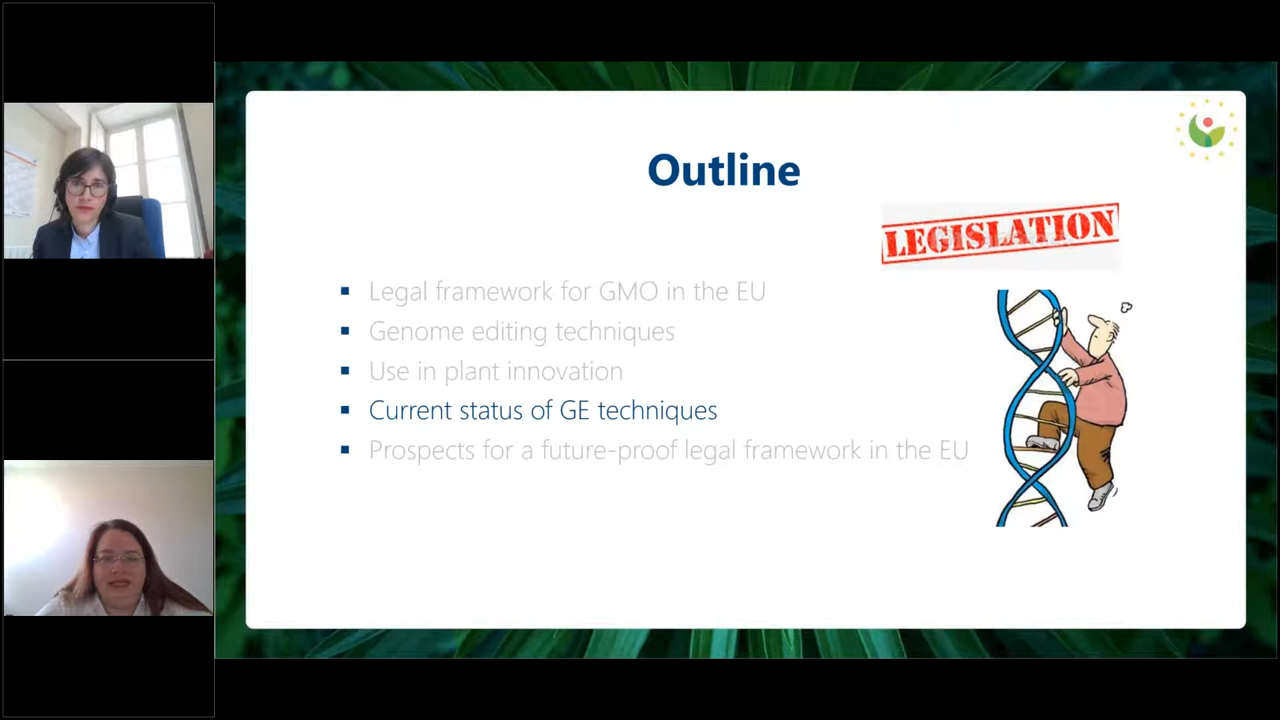 Outline
LEGISLATION
Legal framework for GMO in the EU
Genome editing techniques
Use in plant innovation
Current status of GE techniques
Prospects for a future-proof legal framework in the EU